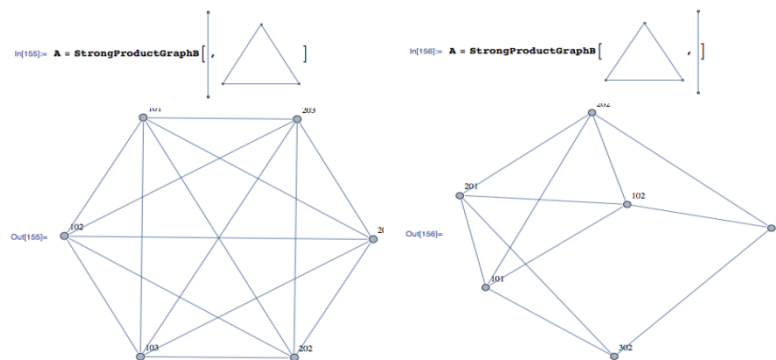 In[155]:= A = StrongProductGraphB[ , ]
101
203
102
Out[155]=
103
202
In[156]:= A = StrongProductGraphB[ , ]
202
201
102
Out[156]=
101
302